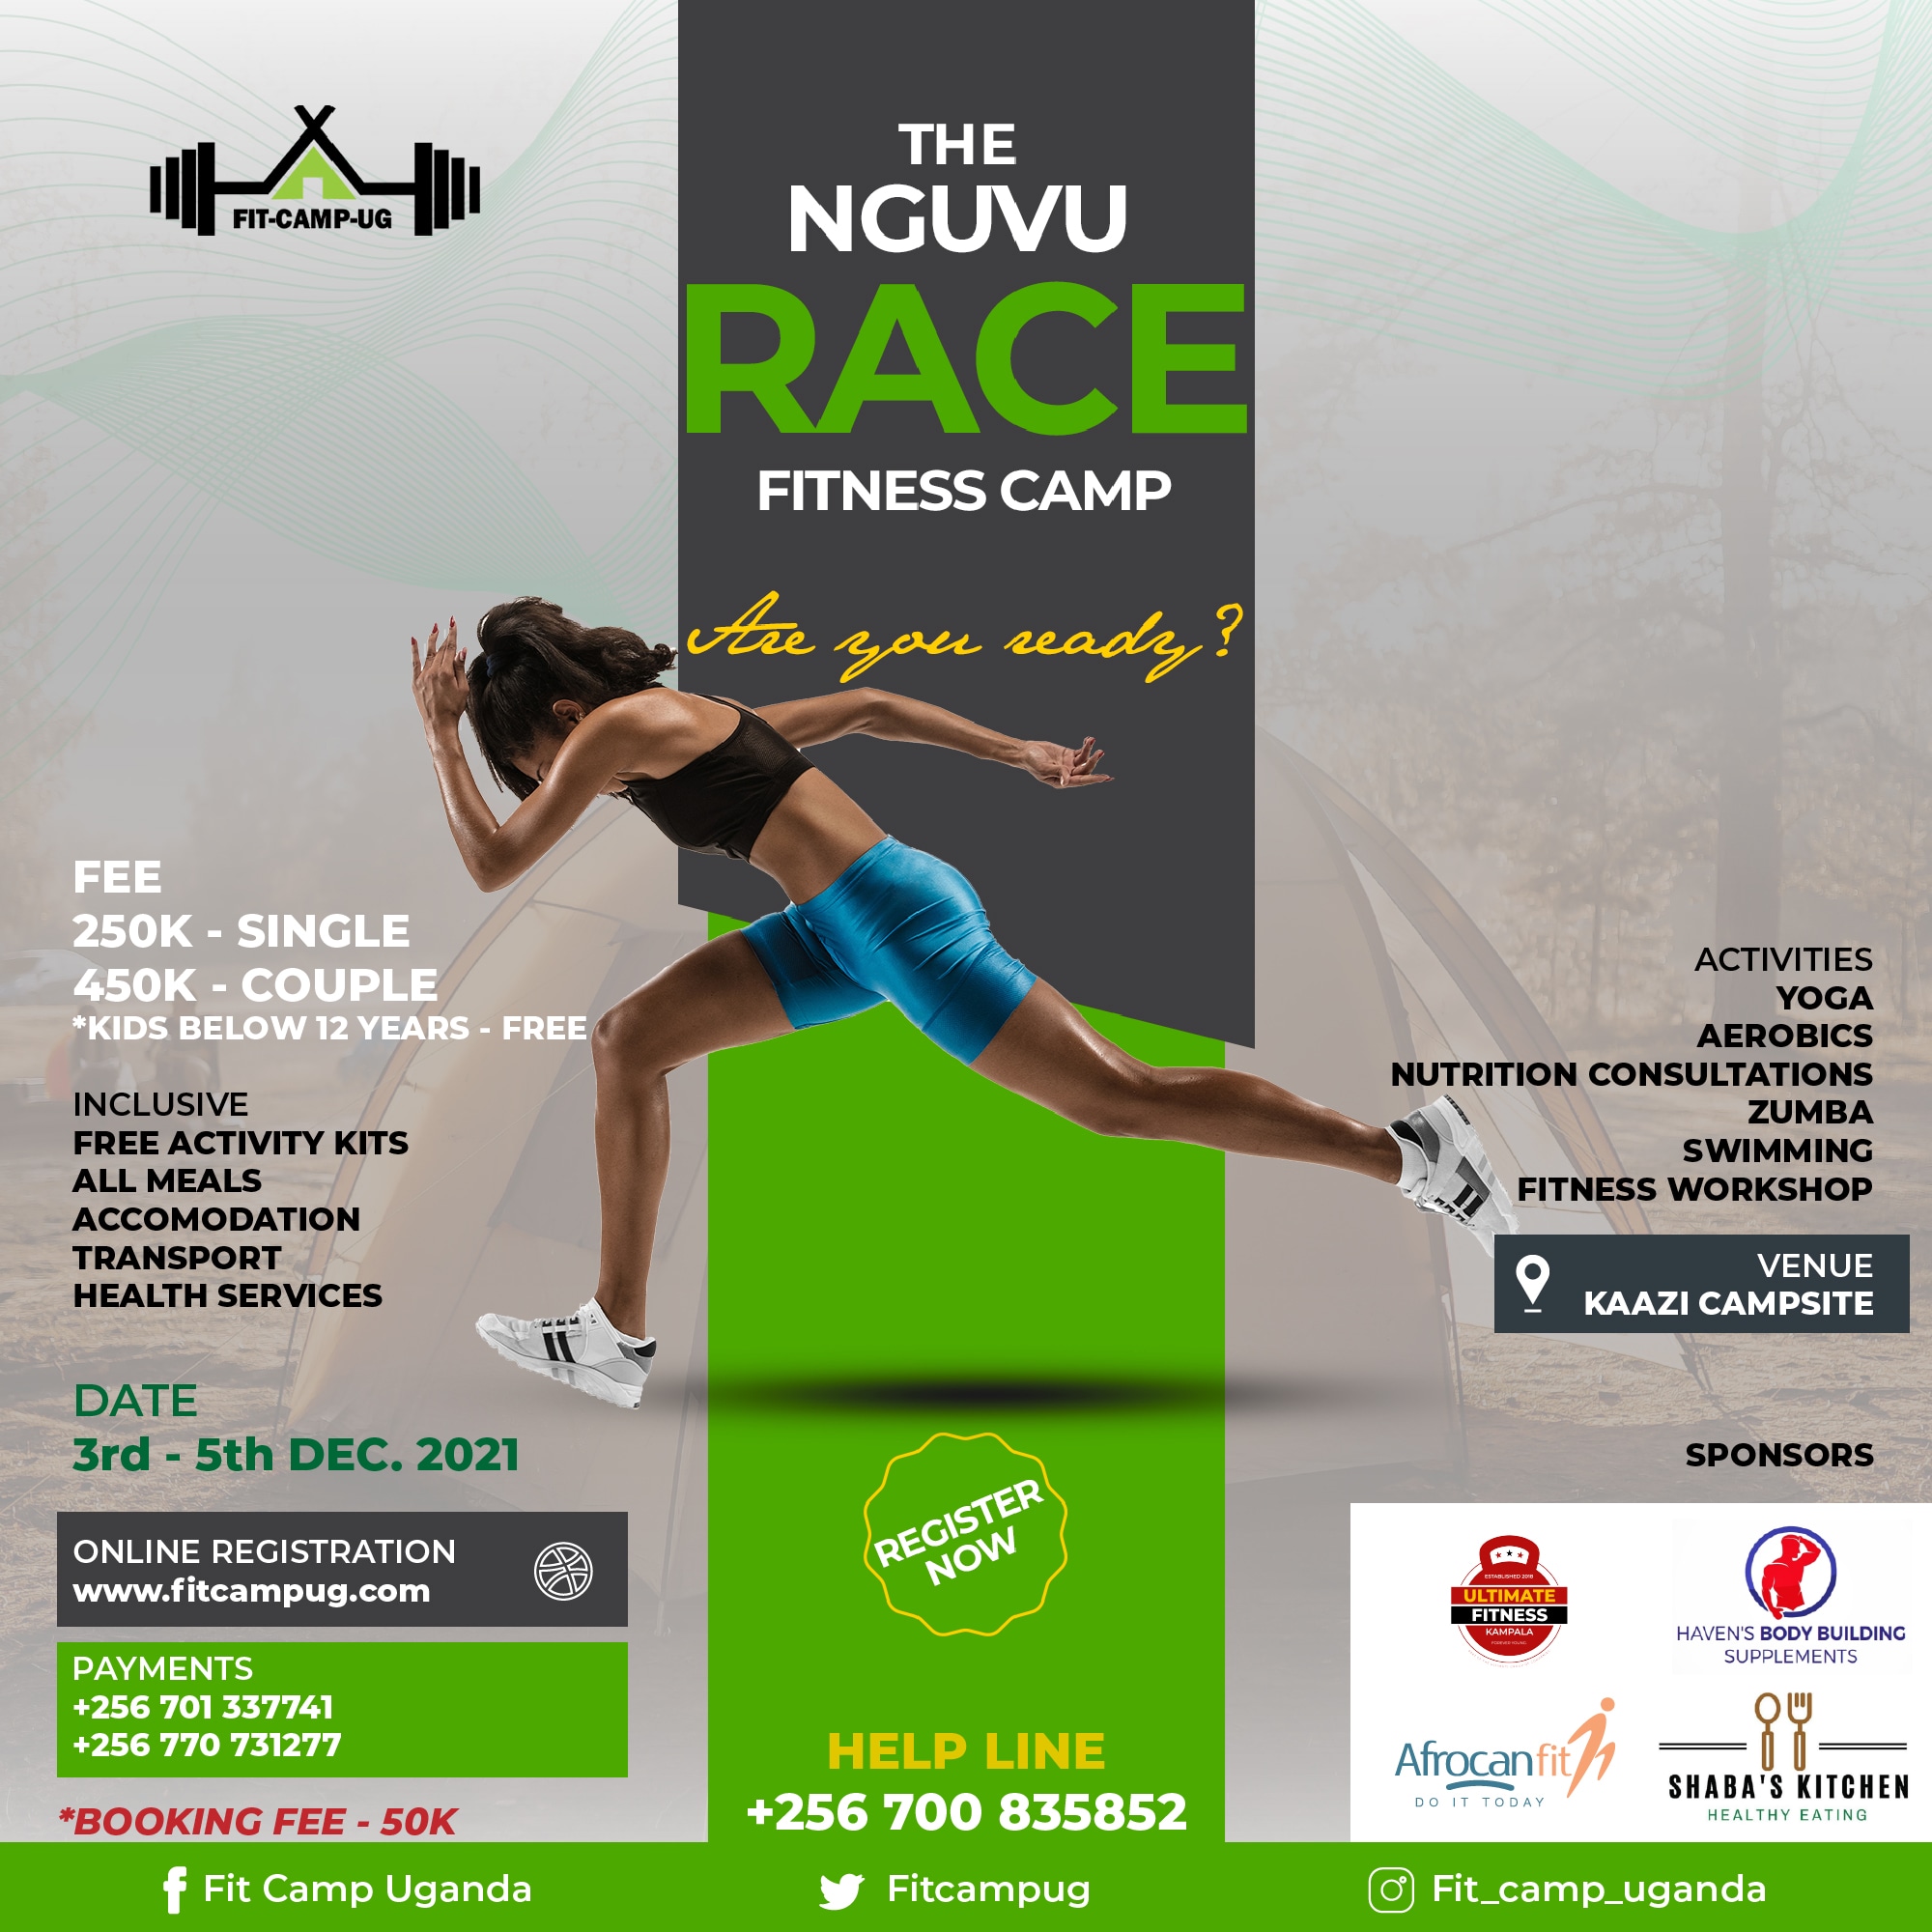 FIT-CAMP-UG
THE
NGUVU
RACE
FITNESS CAMP
Are you ready?
FEE
250K - SINGLE
450K - COUPLE
*KIDS BELOW 12 YEARS - FREE
INCLUSIVE
FREE ACTIVITY KITS
ALL MEALS
ACCOMODATION
TRANSPORT
HEALTH SERVICES
DATE
3rd - 5th DEC. 2021
ONLINE REGISTRATION
www.fitcampug.com
PAYMENTS
+256 701 337741
+256 770 731277
*BOOKING FEE - 50K
REGISTER
NOW
HELP LINE
+256 700 835852
ACTIVITIES
YOGA
AEROBICS
NUTRITION CONSULTATIONS
ZUMBA
SWIMMING
FITNESS WORKSHOP
VENUE
KAAZI CAMPSITE
SPONSORS
ESTABLISHED 2018
ULTIMATE
FITNESS
KAMPALA
FOREVER YOUNG
HAVEN'S BODY BUILDING
SUPPLEMENTS
Afrocanfit
DO IT TODAY
SHABA'S KITCHEN
HEALTHY EATING
Fit Camp Uganda
Fitcampug
Fit_camp_uganda